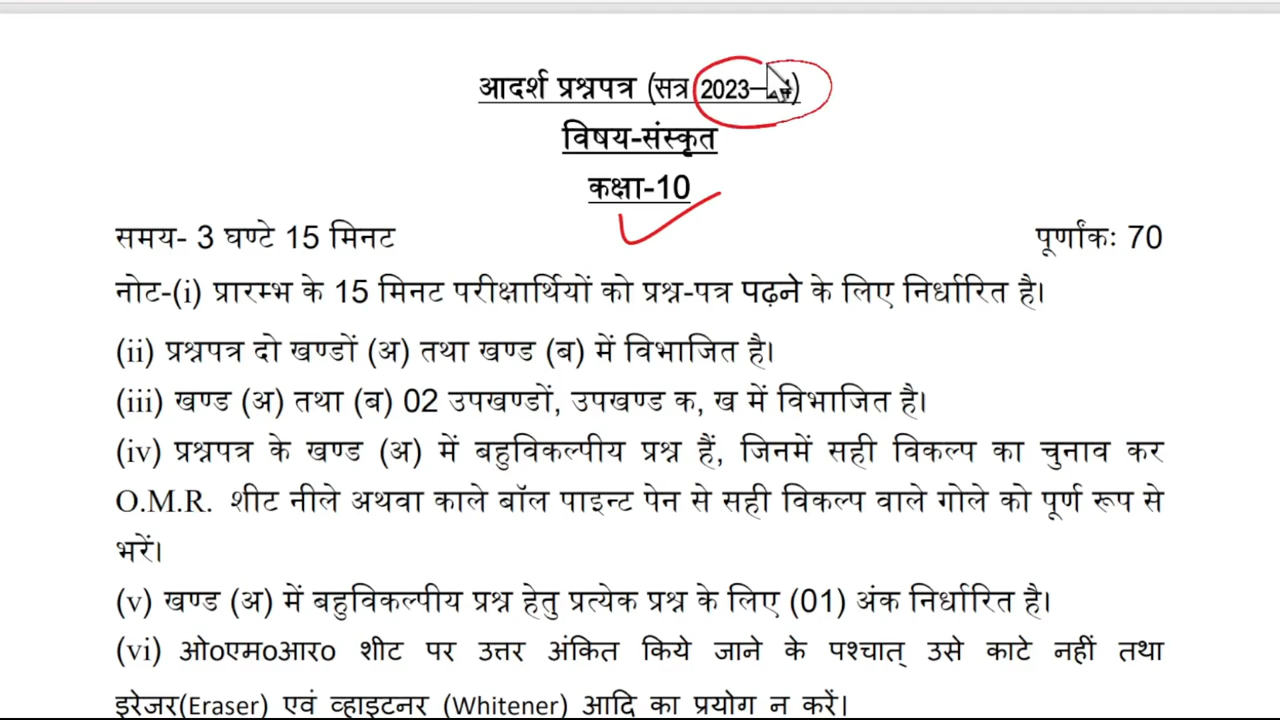 आदर्श प्रश्नपत्र (सत्र 2023–
विषय-संस्कृत
कक्षा-10
समय- 3 घण्टे 15 मिनट पूर्णांकः 70
नोट-(i) प्रारम्भ के 15 मिनट परीक्षार्थियों को प्रश्न-पत्र पढ़ने के लिए निर्धारित है।
(ii) प्रश्नपत्र दो खण्डों (अ) तथा खण्ड (ब) में विभाजित है।
(iii) खण्ड (अ) तथा (ब) 02 उपखण्डों, उपखण्ड क, ख में विभाजित है।
(iv) प्रश्नपत्र के खण्ड (अ) में बहुविकल्पीय प्रश्न हैं, जिनमें सही विकल्प का चुनाव कर
O.M.R. शीट नीले अथवा काले बॉल पाइन्ट पेन से सही विकल्प वाले गोले को पूर्ण रूप से
भरें।
(v) खण्ड (अ) में बहुविकल्पीय प्रश्न हेतु प्रत्येक प्रश्न के लिए (01) अंक निर्धारित है।
(vi) ओ०एम०आर० शीट पर उत्तर अंकित किये जाने के पश्चात् उसे काटे नहीं तथा
इरेजर(Eraser) एवं व्हाइटनर (Whitener) आदि का प्रयोग न करें।